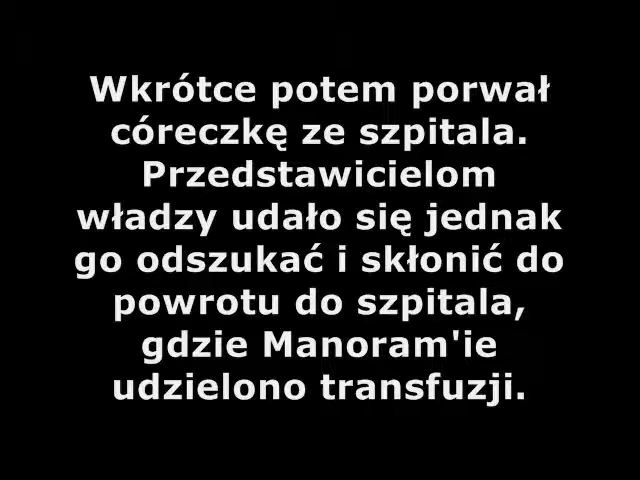 Wkrótce potem porwał
córeczkę ze szpitala.
Przedstawicielom
władzy udało się jednak
go odszukać i skłonić do
powrotu do szpitala,
gdzie Manoram'ie
udzielono transfuzji.